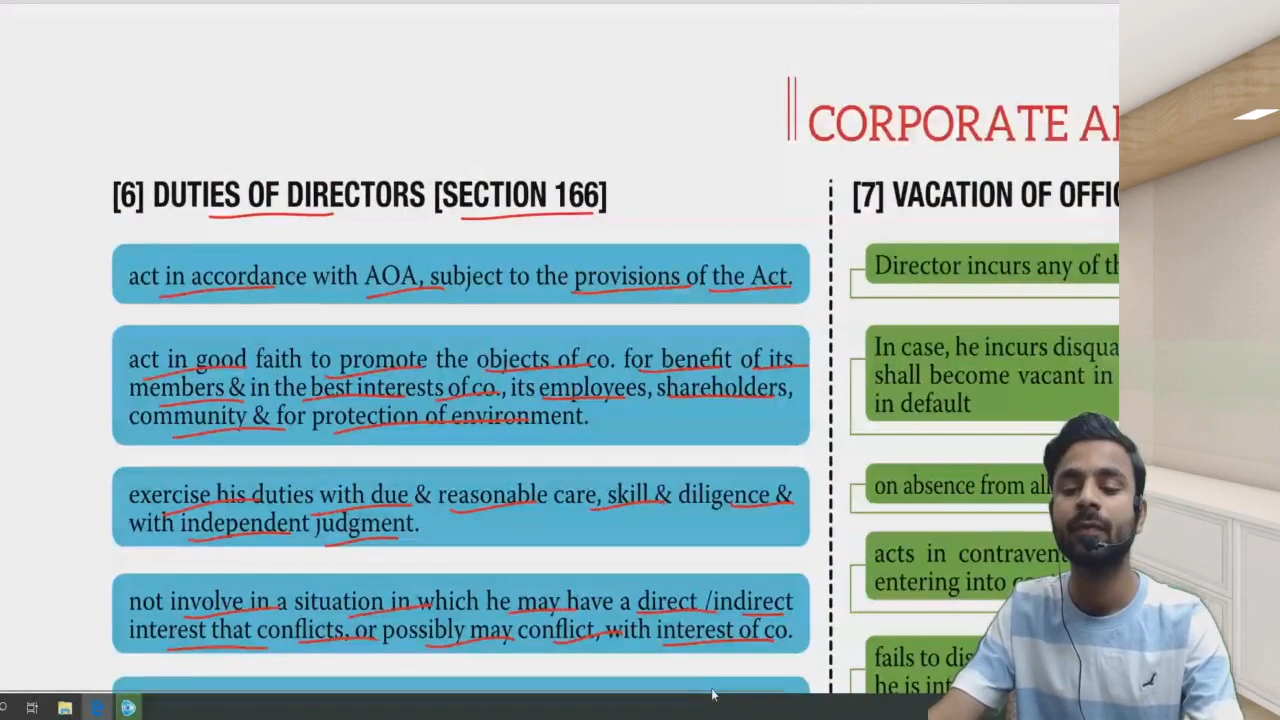 CORPORATE A
[6] DUTIES OF DIRECTORS [SECTION 166]
act in accordance with AOA, subject to the provisions of the Act.
act in good faith to promote the objects of co. for benefit of its
members & in the best interests of co., its employees, shareholders,
community & for protection of environment.
exercise his duties with due & reasonable care, skill & diligence &
with independent judgment.
not involve in a situation in which he may have a direct /indirect
interest that conflicts, or possibly may conflict, with interest of co.
[7] VACATION OF OFFI
Director incurs any of th
In case, he incurs disqua
shall become vacant in
in default
on absence from all
acts in contraven
entering into
fails to dis
he is int